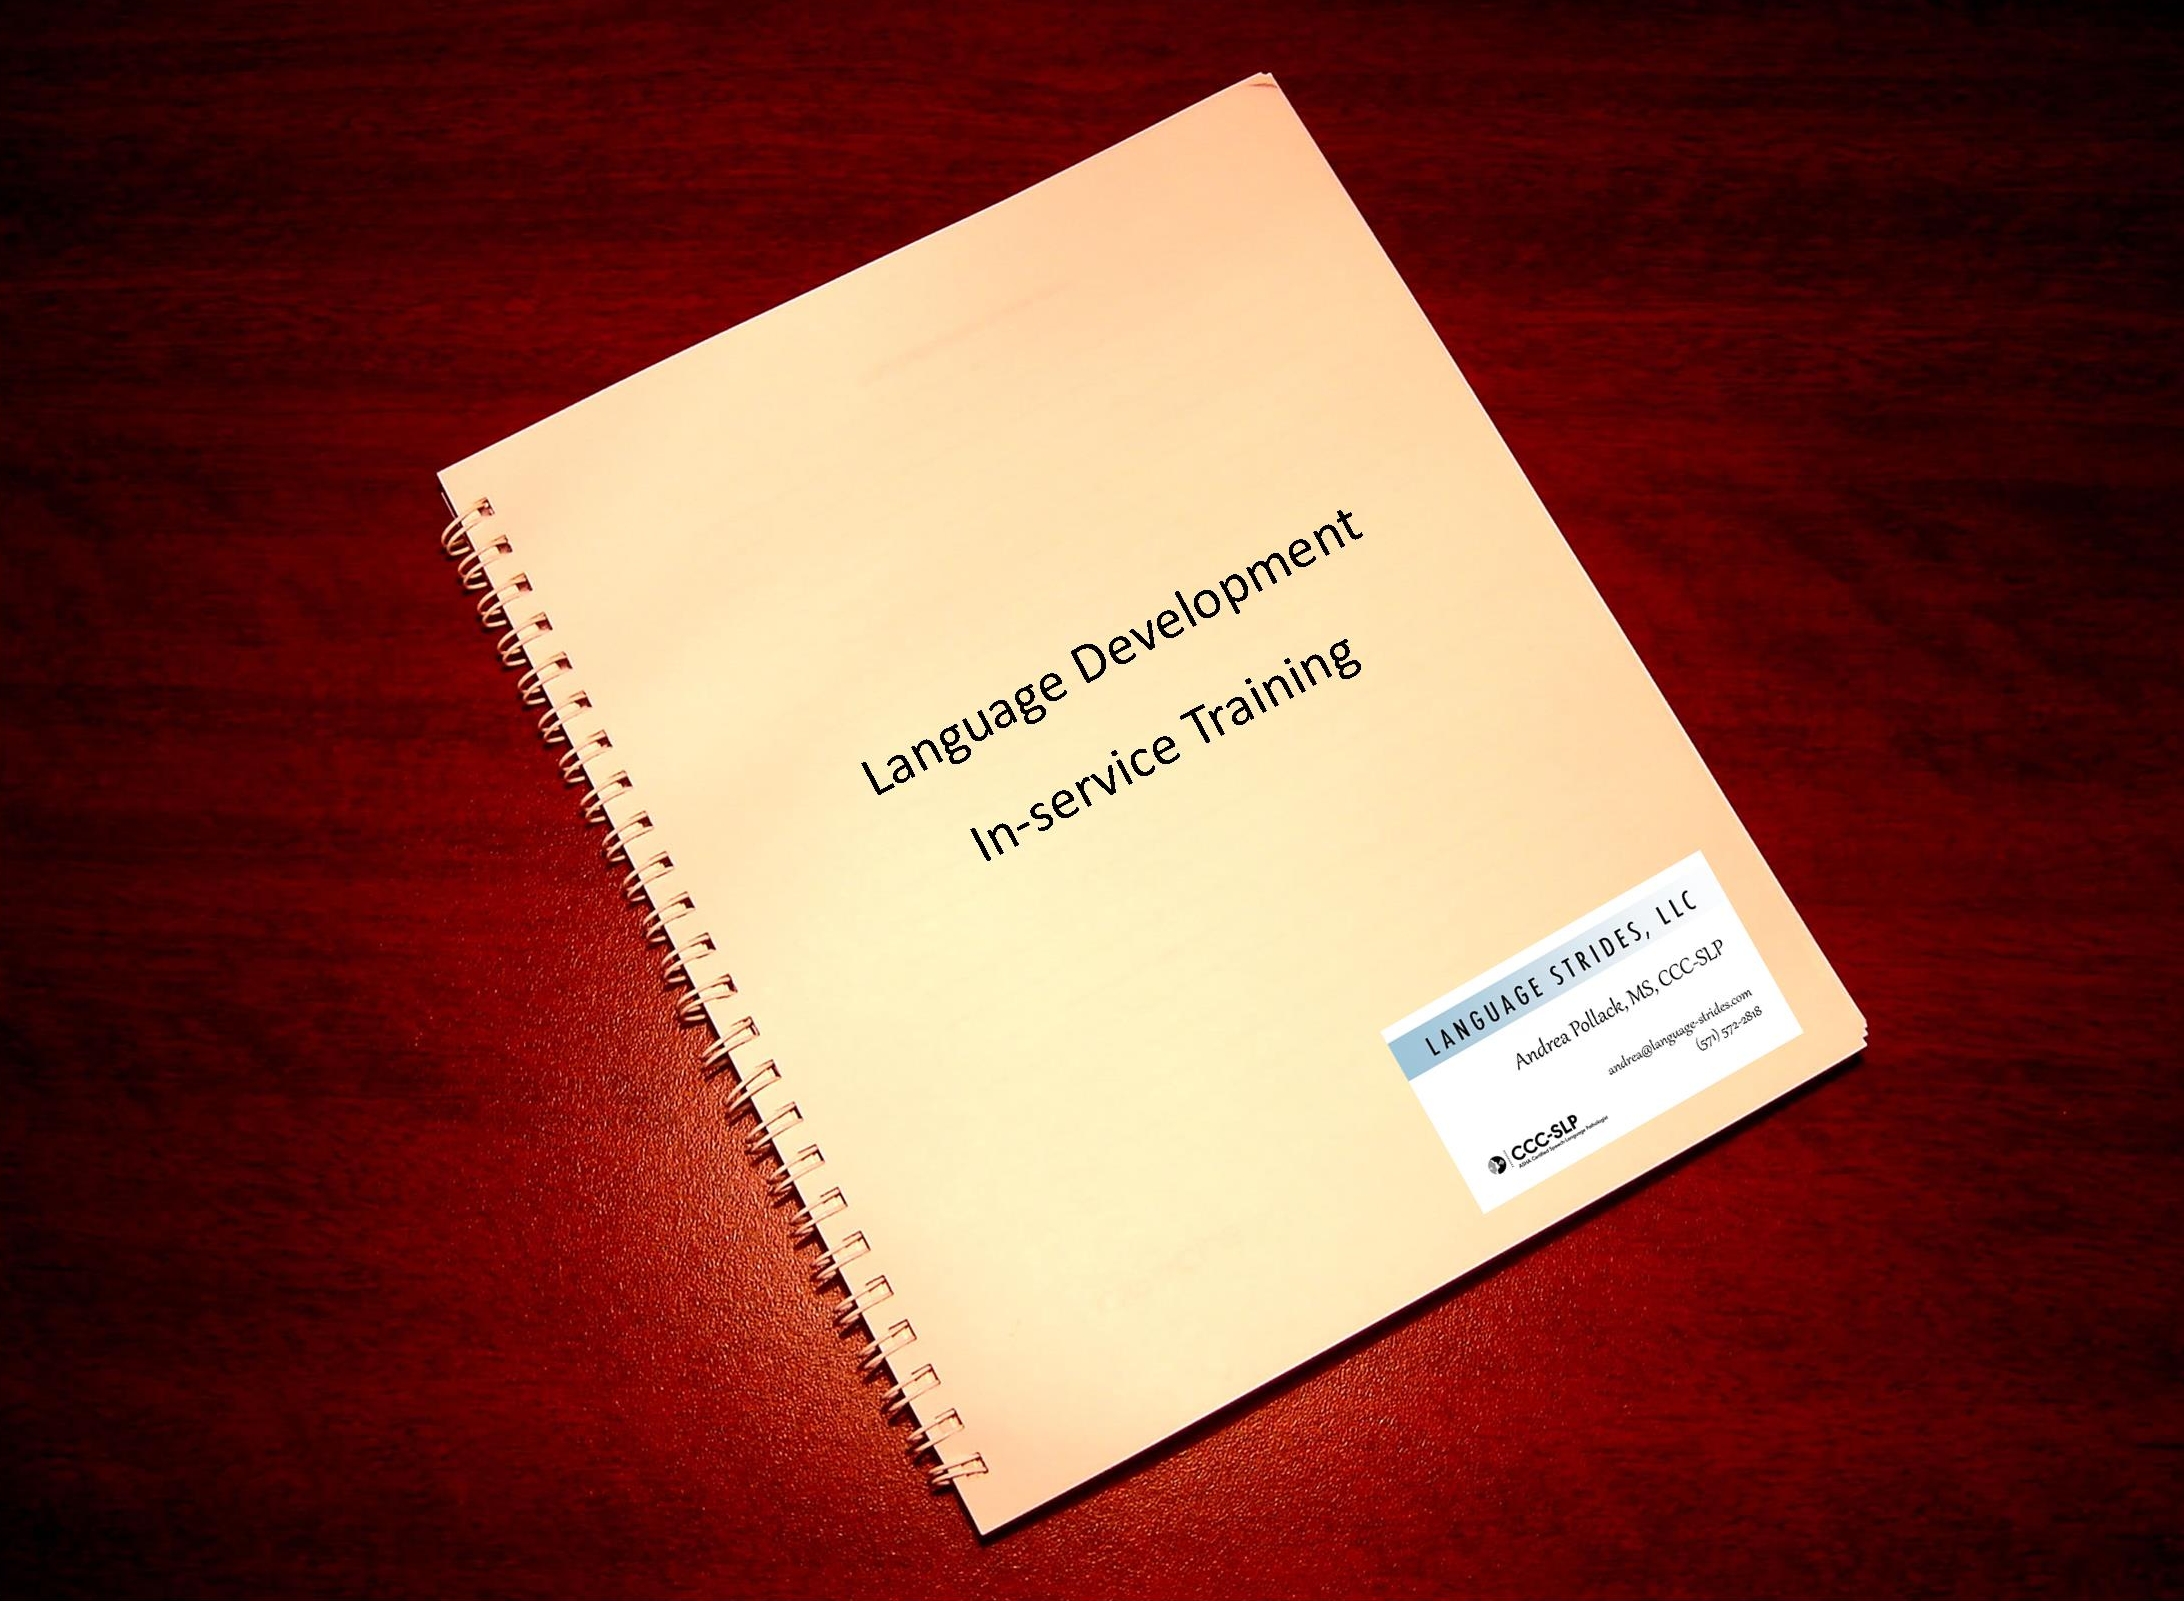 Language Development
In-service Training
LANGUAGE STRIDES, LLC
Andrea Pollack, MS, CCC-SLP
andrea@language-strides.com
(571) 572-2818
CCC-SLP
ASHA Certified Speech-Language Pathologist